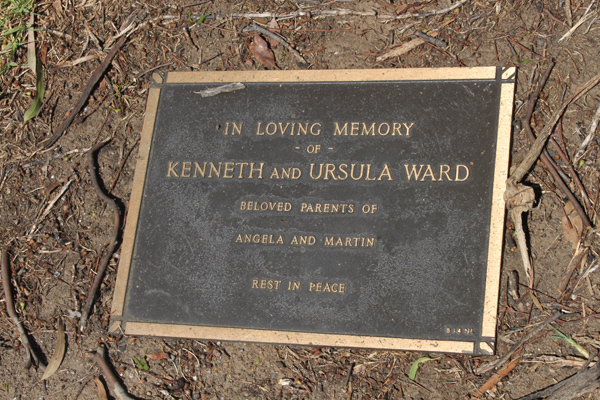 IN LOVING MEMORY
- OF -
KENNETH AND URSULA WARD
BELOVED PARENTS OF
ANGELA AND MARTIN
REST IN PEACE